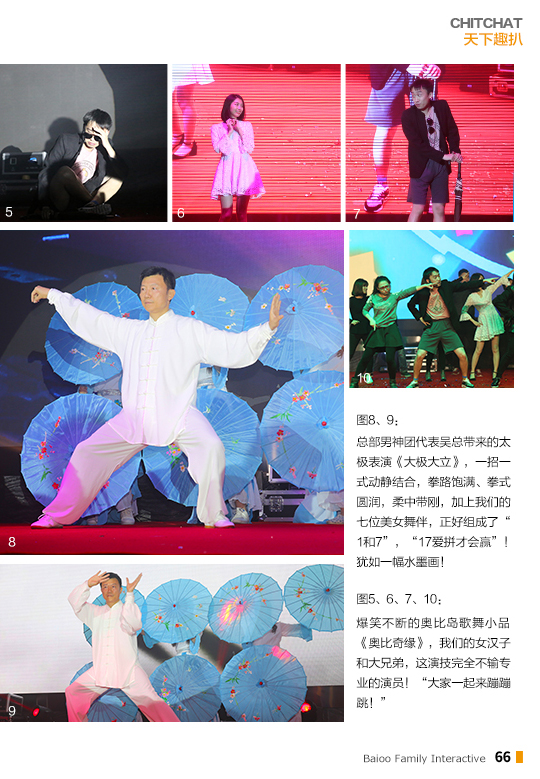 CHITCHAT
天下趣扒
5
6
7
8
10
9
图8、9：
总部男神团代表吴总带来的太
极表演《大极大立》，一招一
式动静结合，拳路饱满、拳式
圆润，柔中带刚，加上我们的
七位美女舞伴，正好组成了“
1和7”，“17爱拼才会赢”！
犹如一幅水墨画！
图5、6、7、10：
爆笑不断的奥比岛歌舞小品
《奥比奇缘》，我们的女汉子
和大兄弟，这演技完全不输专
业的演员！“大家一起来蹦蹦
跳！”
Baioo Family Interactive 66